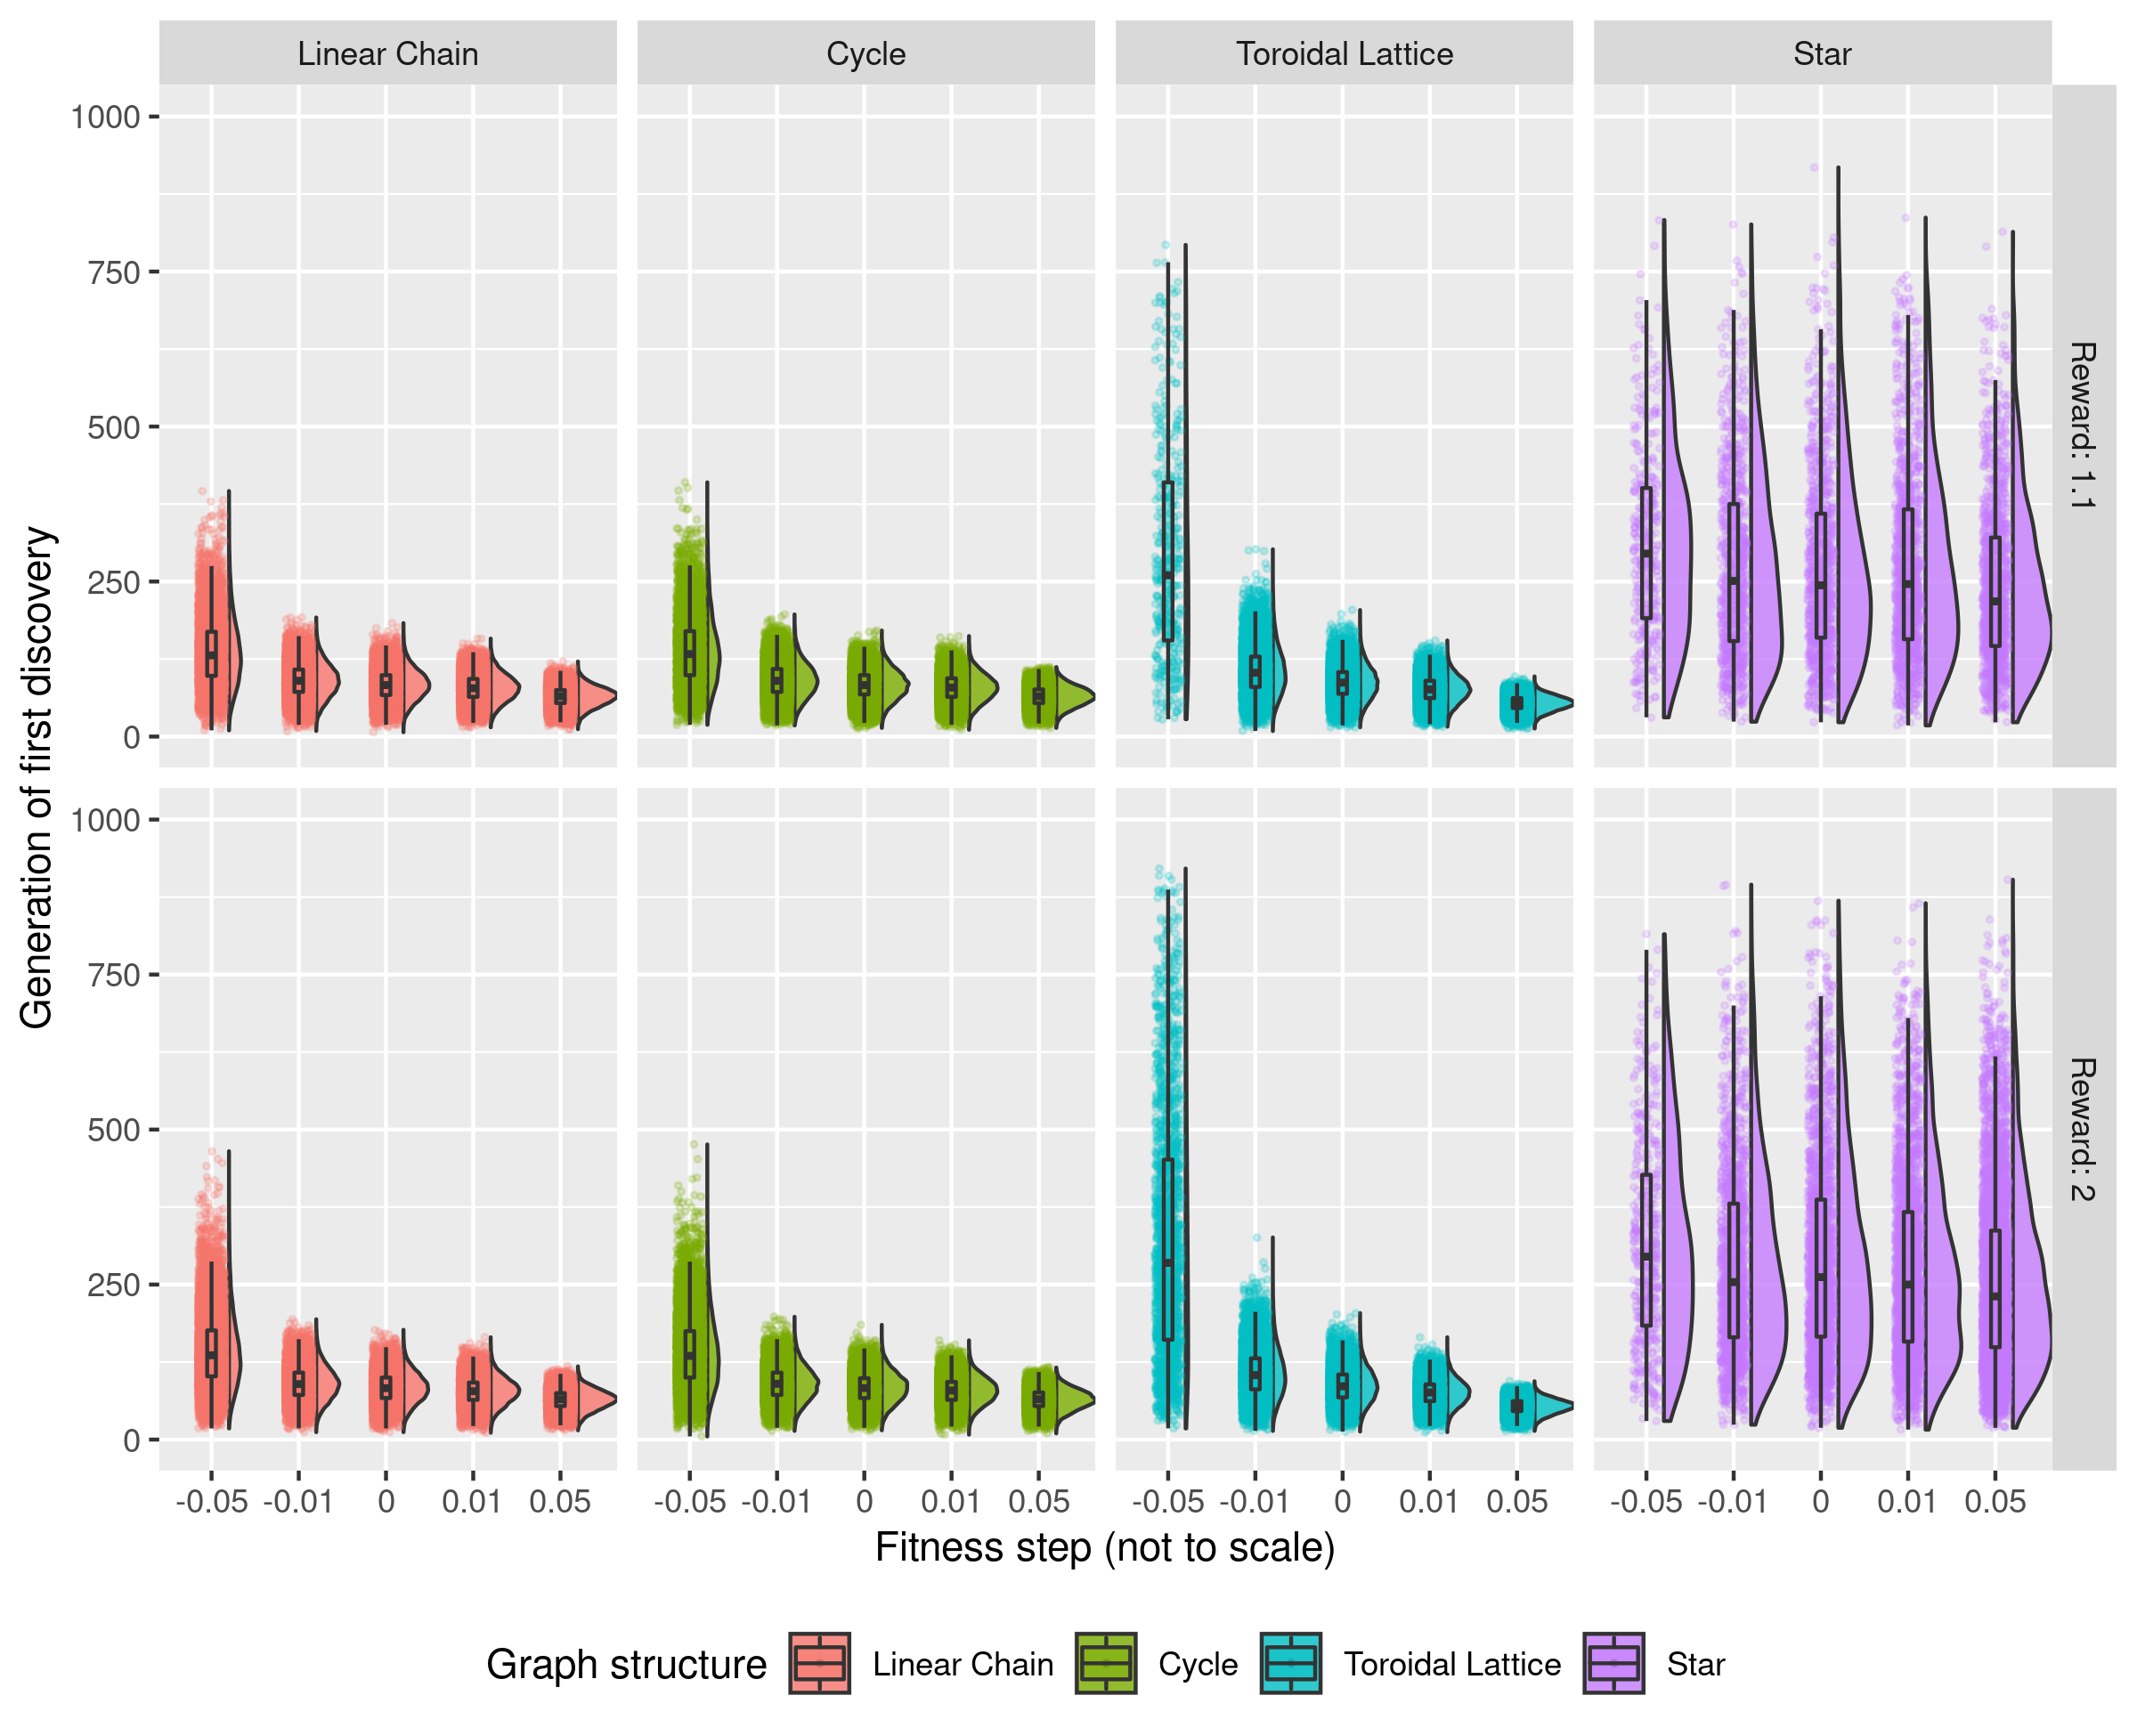 Linear Chain
Cycle
Toroidal Lattice
Star
Generation of first discovery
1000
750
500
250
0
Reward: 1.1
1000
750
500
250
0
Reward: 2
-0.05 -0.01 0 0.01 0.05
-0.05 -0.01 0 0.01 0.05
-0.05 -0.01 0 0.01 0.05
-0.05 -0.01 0 0.01 0.05
Fitness step (not to scale)
Graph structure Linear Chain Cycle Toroidal Lattice Star